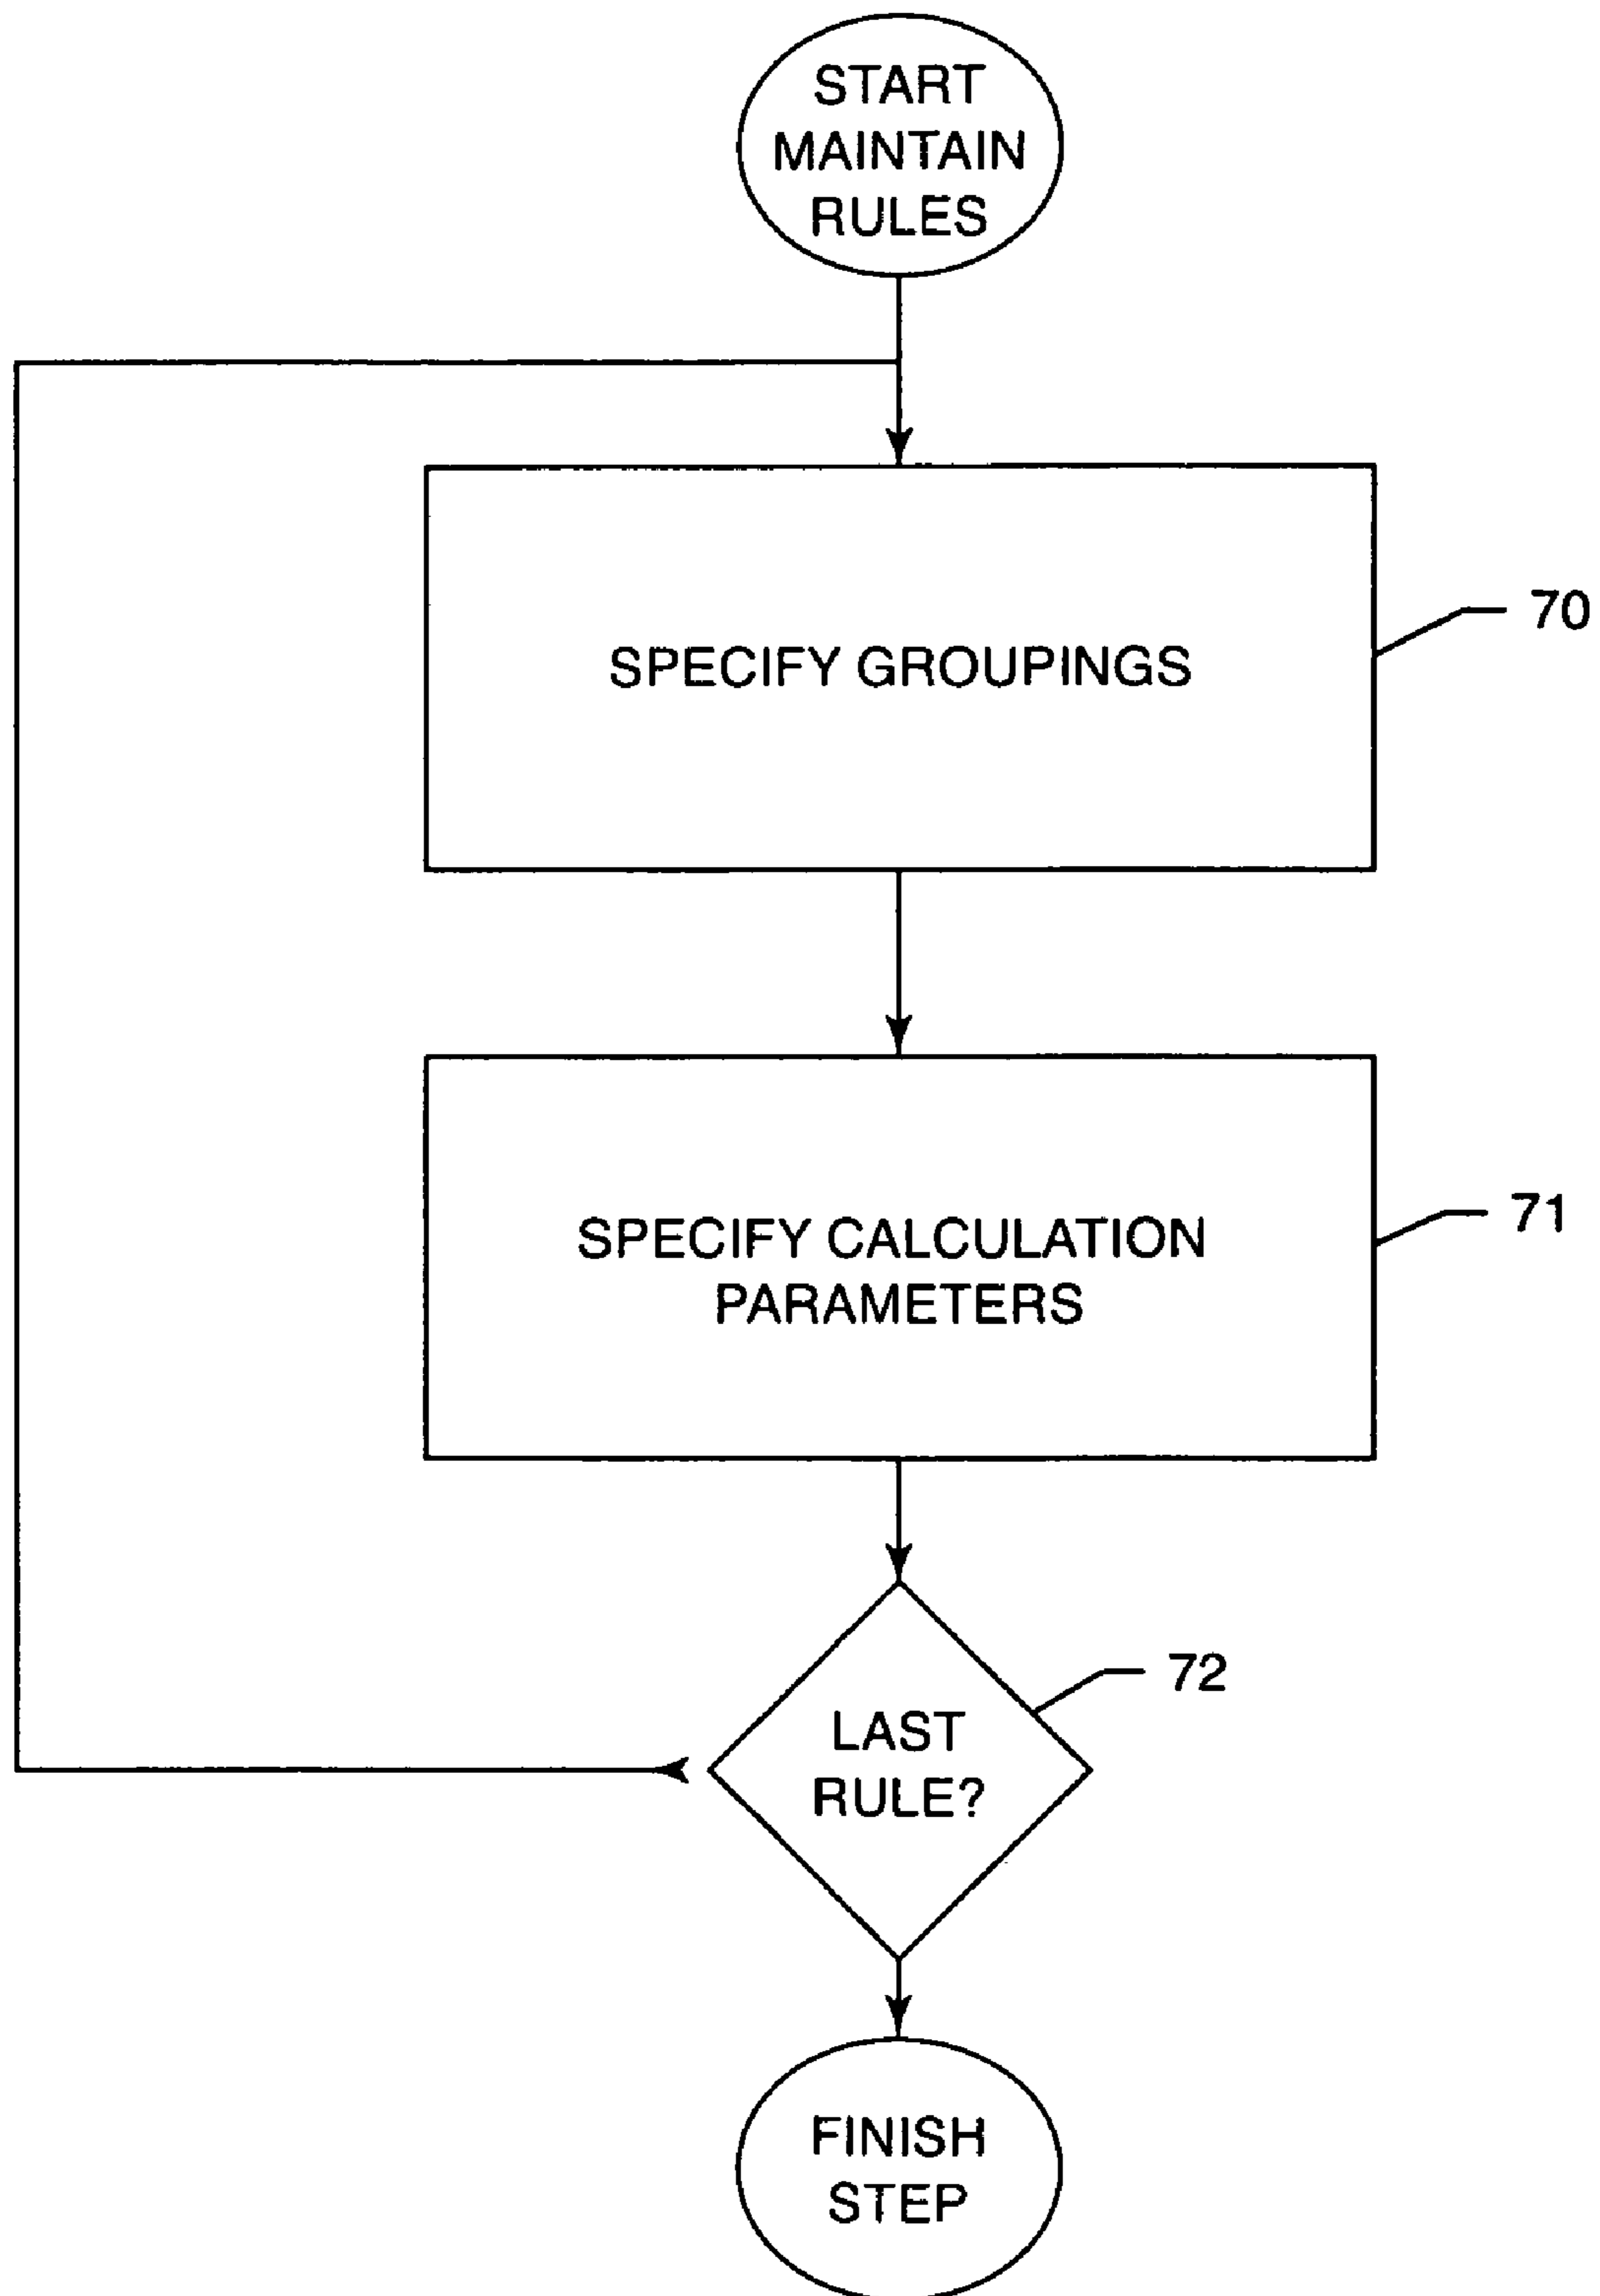 START
MAINTAIN
RULES
SPECIFY GROUPINGS
70
SPECIFY CALCULATION
PARAMETERS
71
72
LAST
RULE?
FINISH
STEP